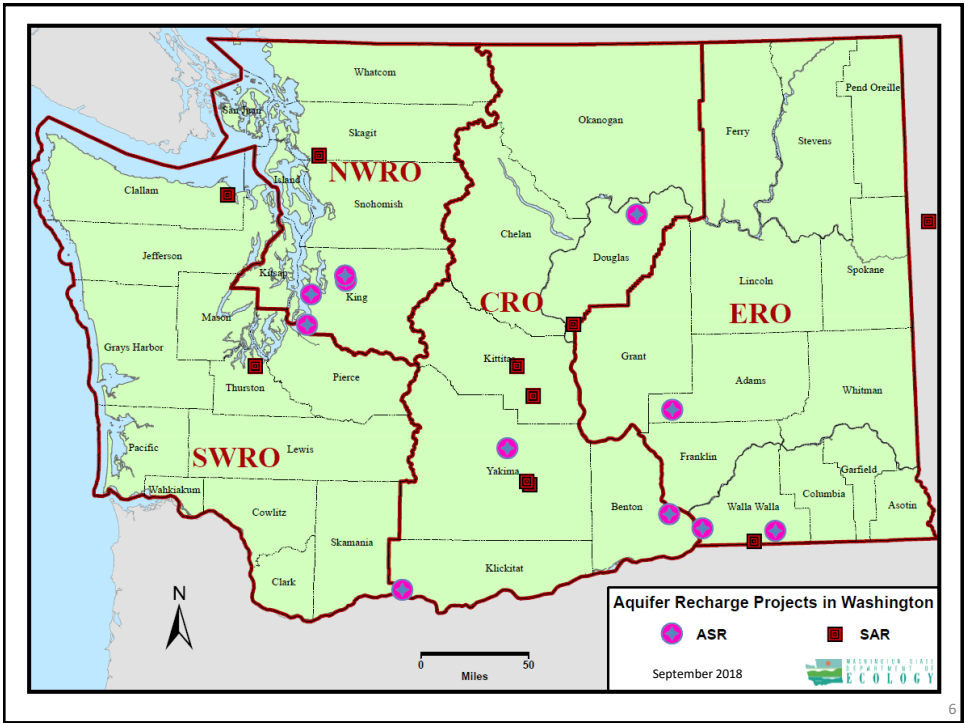 Whatcom
Pend Oreille
San Juan
Okanogan
Ferry
Skagit
Stevens
NWRO
Island
Clallam
Snohomish
Chelan
Jefferson
Douglas
Spokane
Kitsap
Lincoln
King
CRO
ERO
Mason
Grays Harbor
Kittitas
Grant
Pierce
Adams
Thurston
Whitman
Pacific
Lewis
SWRO
Franklin
Yakima
Garfield
Wahkiakum
Columbia
Benton
Walla Walla
Asotin
Cowlitz
Skamania
Klickitat
Clark
N
0 50
Miles
Aquifer Recharge Projects in Washington
ASR SAR
September 2018
WASHINGTON STATE
DEPARTMENT OF
ECOLOGY
6